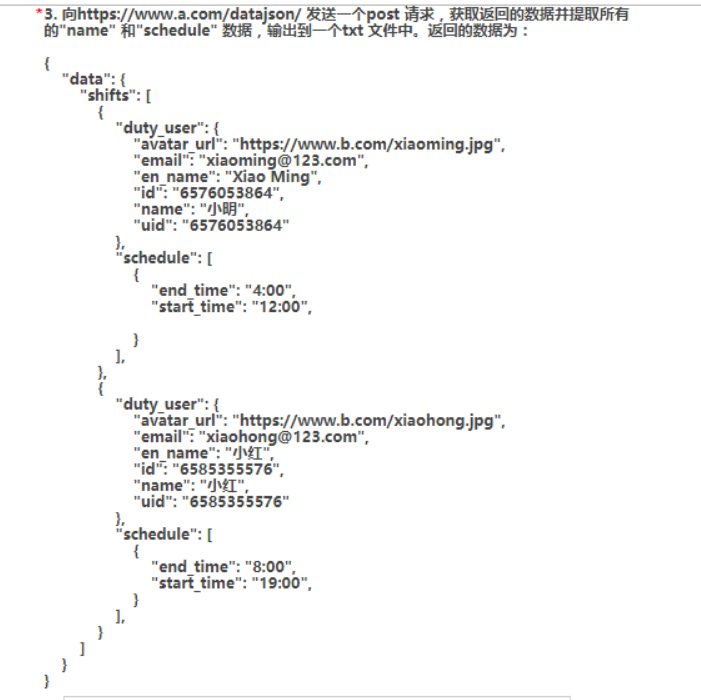 *3. 向https://www.a.com/datajson/ 发送一个post 请求，获取返回的数据并提取所有
的"name" 和"schedule" 数据，输出到一个txt 文件中。返回的数据为：
{
"data": {
"shifts": [
{
"duty_user": {
"avatar_url": "https://www.b.com/xiaoming.jpg",
"email": "xiaoming@123.com",
"en_name": "Xiao Ming",
"id": "6576053864",
"name": "小明",
"uid": "6576053864"
},
"schedule": [
{
"end_time": "4:00",
"start_time": "12:00",
}
],
},
{
"duty_user": {
"avatar_url": "https://www.b.com/xiaohong.jpg",
"email": "xiaohong@123.com",
"en_name": "小红",
"id": "6585355576",
"name": "小红",
"uid": "6585355576"
},
"schedule": [
{
"end_time": "8:00",
"start_time": "19:00",
}
],
}
]
}
}